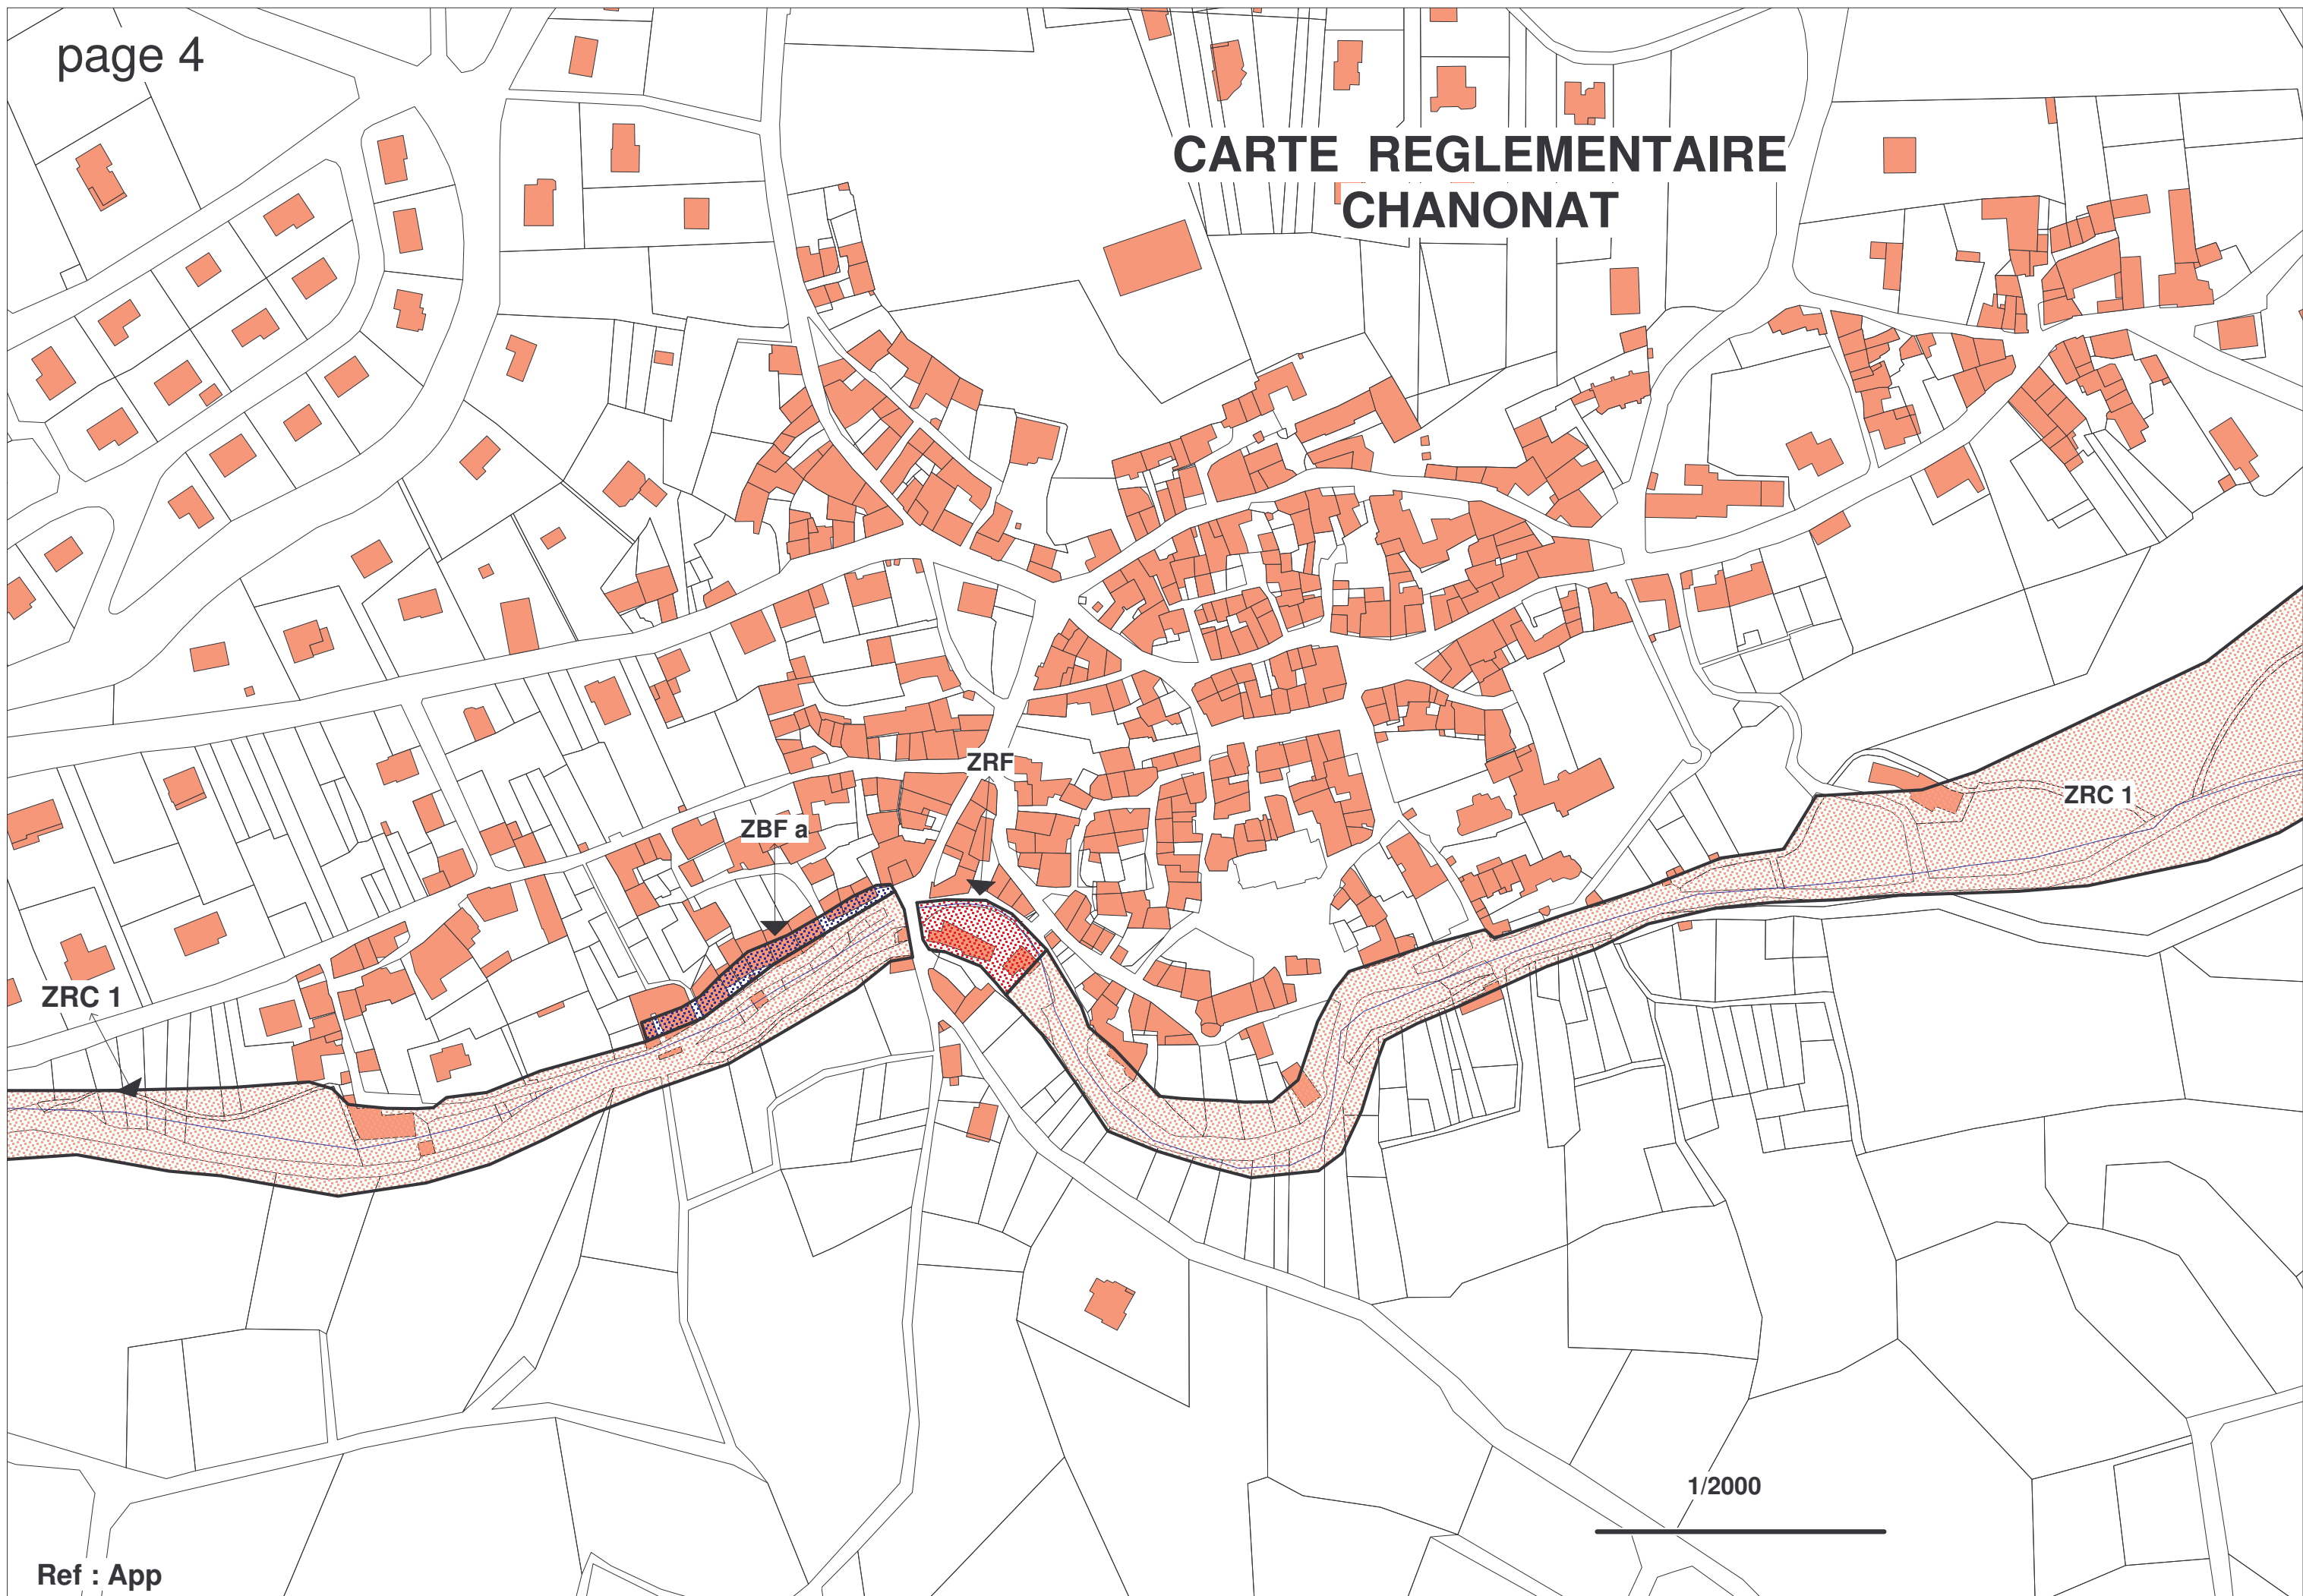 page 4
CARTE REGLEMENTAIRE
CHANONAT
ZRF
ZRC 1
ZBF a
ZRC 1
1/2000
Ref : App